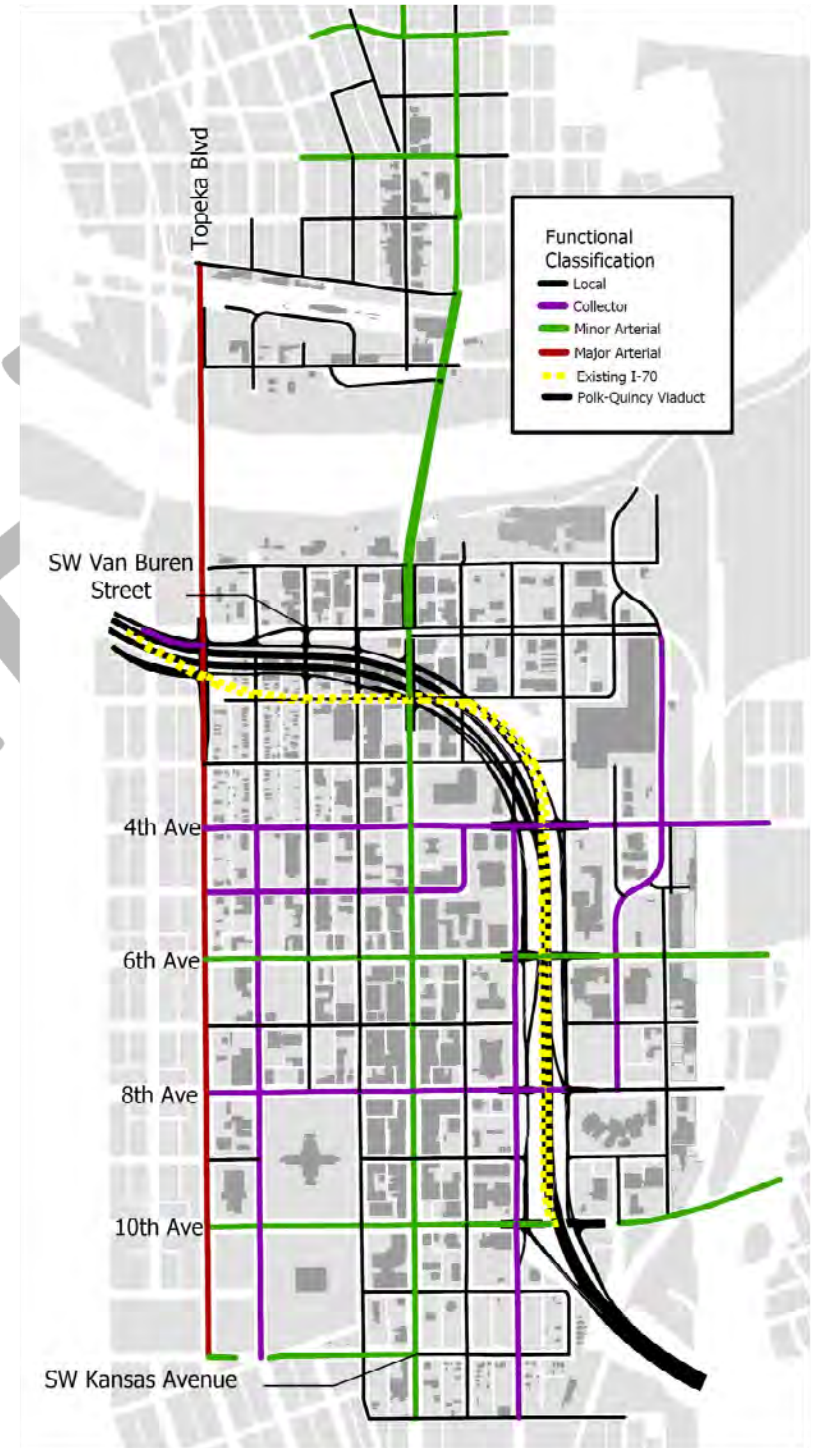 Topeka Blvd
Functional
Classification
Local
Collector
Minor Arterial
Major Arterial
Existing I-70
Polk-Quincy Viaduct
SW Van Buren
Street
4th Ave
6th Ave
8th Ave
10th Ave
SW Kansas Avenue